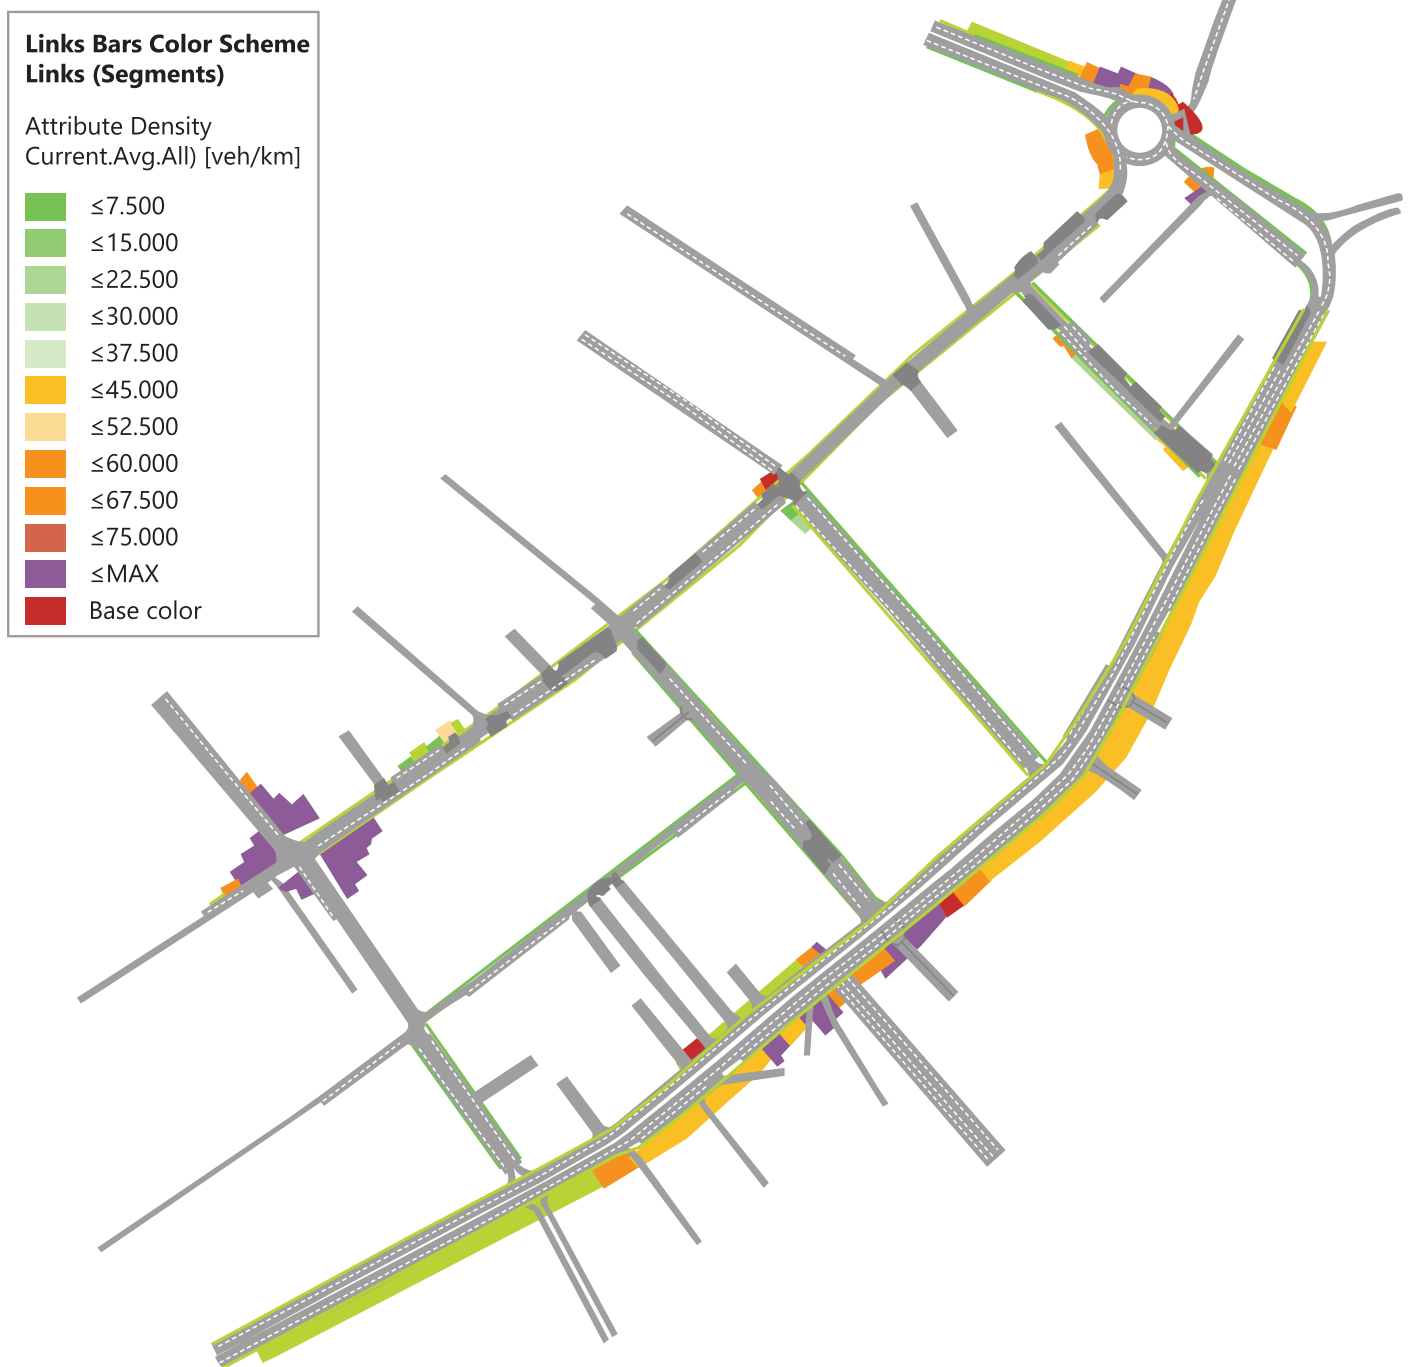 Links Bars Color Scheme
Links (Segments)
Attribute Density
Current.Avg.All) [veh/km]
≤7.500
≤15.000
≤22.500
≤30.000
≤37.500
≤45.000
≤52.500
≤60.000
≤67.500
≤75.000
≤MAX
Base color